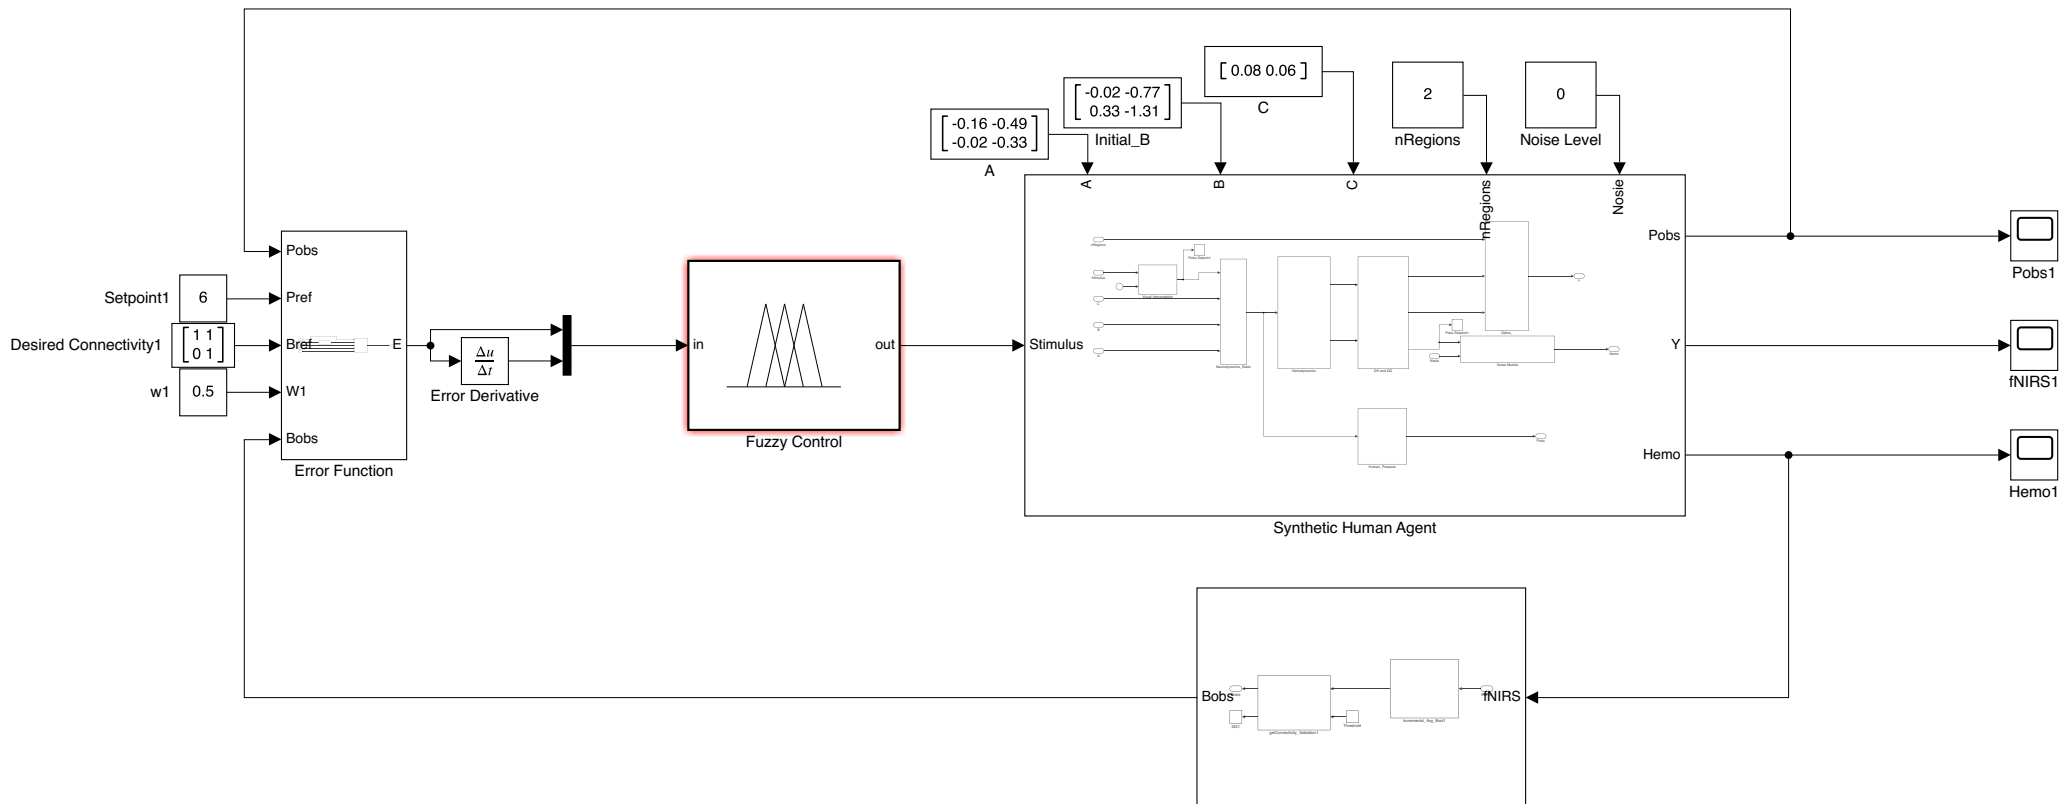 [ 0.08 0.06 ]
C
-0.02 -0.77
0.33 -1.31
Initial_B
-0.16 -0.49
-0.02 -0.33
A
2
nRegions
0
Noise Level
A
B
C
nRegions
Nosie
Pobs
Pref
Bref
W1
Bobs
E
Error Function
Setpoint1
6
Desired Connectivity1
1 1
0 1
w1
0.5
Δu
Δt
Error Derivative
in
out
Fuzzy Control
Stimulus
Pobs
Y
Hemo
Synthetic Human Agent
Pobs1
fNIRS1
Hemo1
Bobs
fNIRS
Threshold